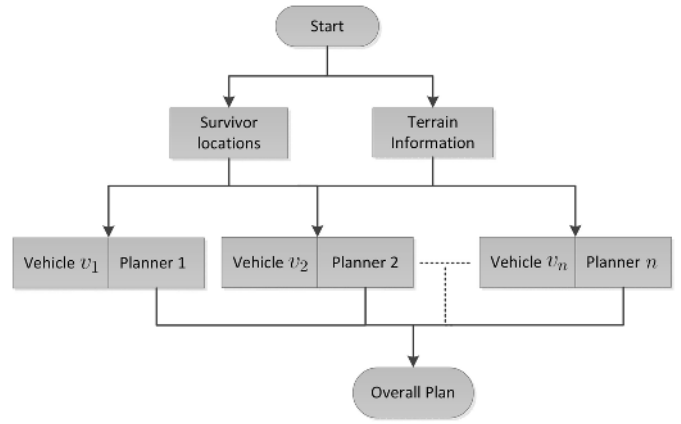 Start
Survivor
locations
Terrain
Information
Vehicle v₁ Planner 1
Vehicle v₂ Planner 2
Vehicle vₙ Planner n
Overall Plan